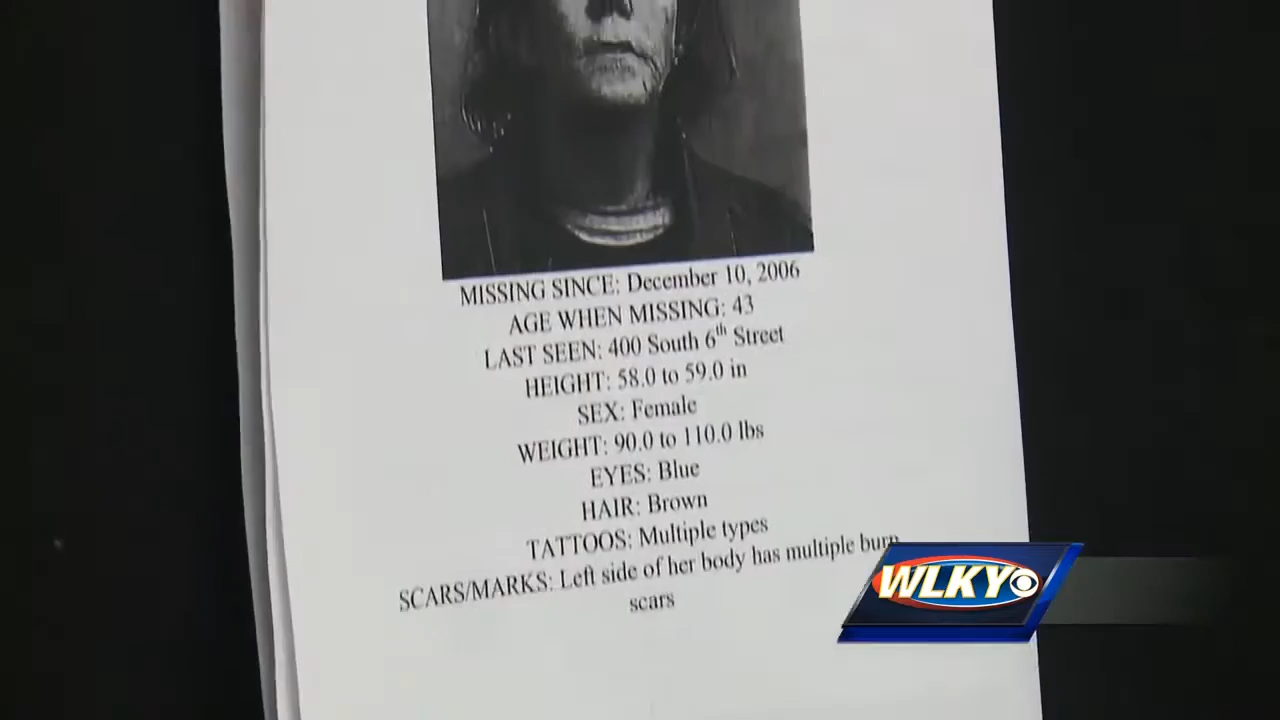 MISSING SINCE: December 10, 2006
AGE WHEN MISSING: 43
LAST SEEN: 400 South 6th Street
HEIGHT: 58.0 to 59.0 in
SEX: Female
WEIGHT: 90.0 to 110.0 lbs
EYES: Blue
HAIR: Brown
TATTOOS: Multiple types
SCARS/MARKS: Left side of her body has multiple burn
scars
WLKY